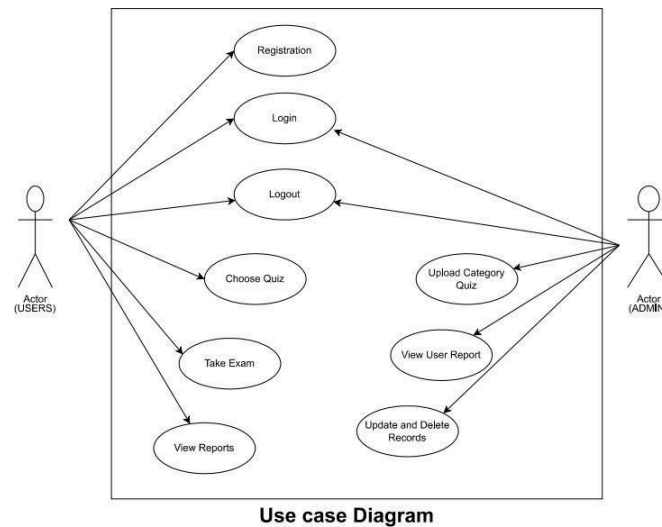 Registration
Login
Logout
Choose Quiz
Upload Category
Quiz
Actor
(USERS)
Actor
(ADMIN
View User Report
Take Exam
Update and Delete
Records
View Reports
Use case Diagram